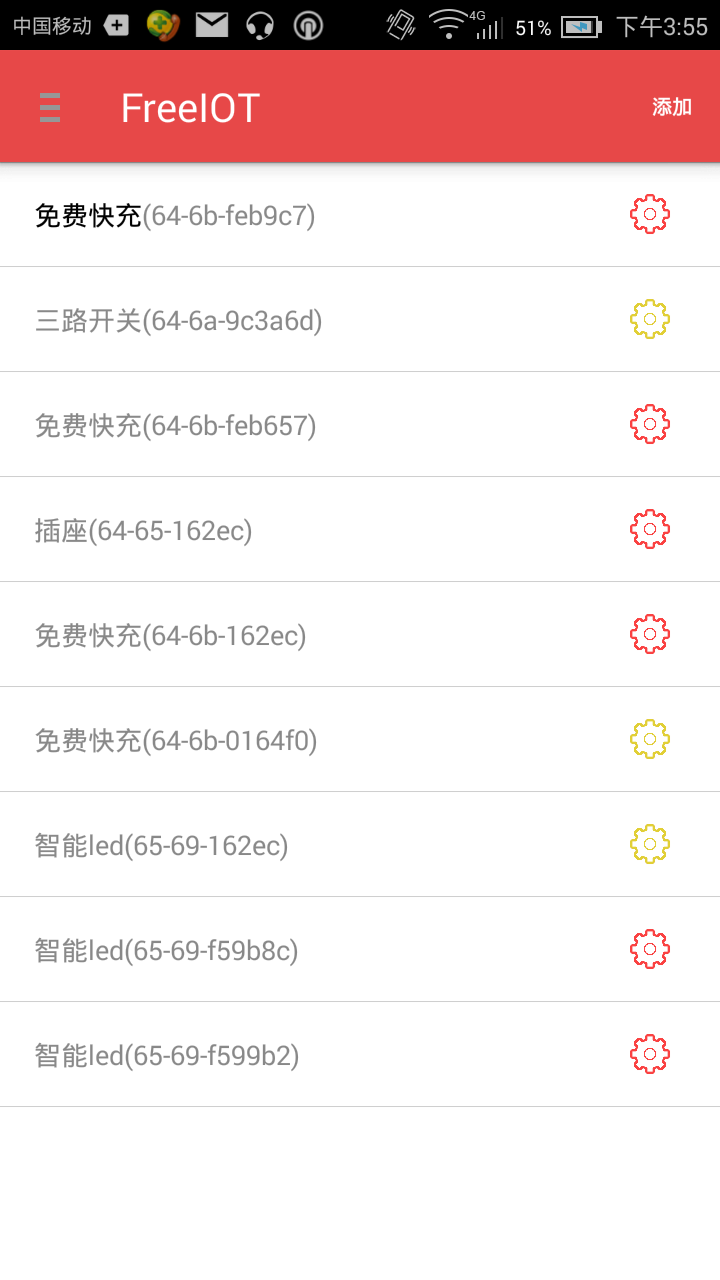 中国移动 4G 51% 下午3:55
FreeIOT 添加
免费快充(64-6b-feb9c7)
三路开关(64-6a-9c3a6d)
免费快充(64-6b-feb657)
插座(64-65-162ec)
免费快充(64-6b-162ec)
免费快充(64-6b-0164f0)
智能led(65-69-162ec)
智能led(65-69-f59b8c)
智能led(65-69-f599b2)